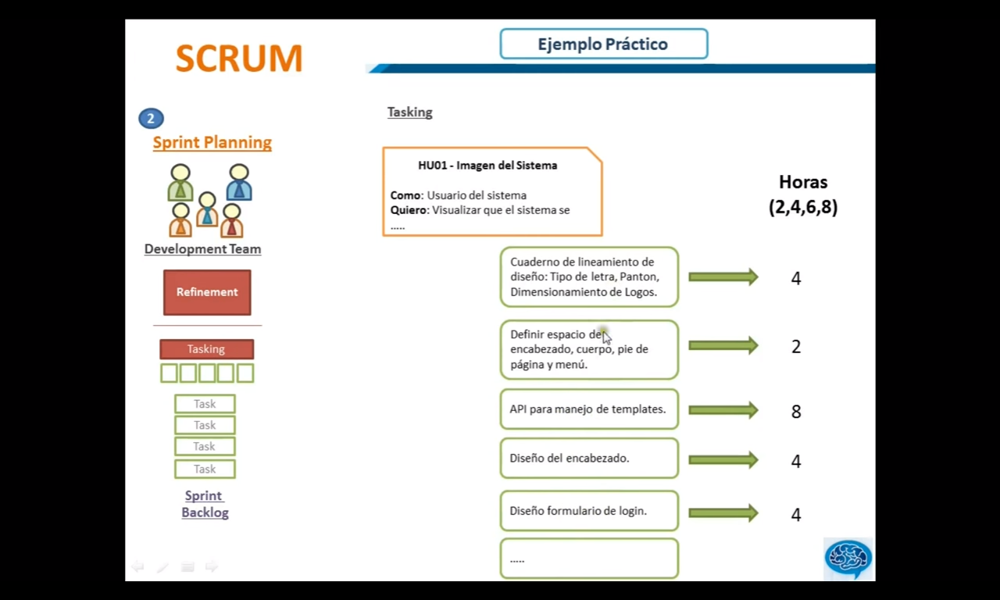 SCRUM
Ejemplo Práctico
2
Sprint Planning
Development Team
Refinement
Tasking
Task
Task
Task
Task
Sprint
Backlog
Tasking
HU01 - Imagen del Sistema
Como: Usuario del sistema
Quiero: Visualizar que el sistema se
.....
Horas
(2,4,6,8)
Cuaderno de lineamiento de
diseño: Tipo de letra, Panton,
Dimensionamiento de Logos.
4
Definir espacio de
encabezado, cuerpo, pie de
página y menú.
2
API para manejo de templates.
8
Diseño del encabezado.
4
Diseño formulario de login.
4
.....